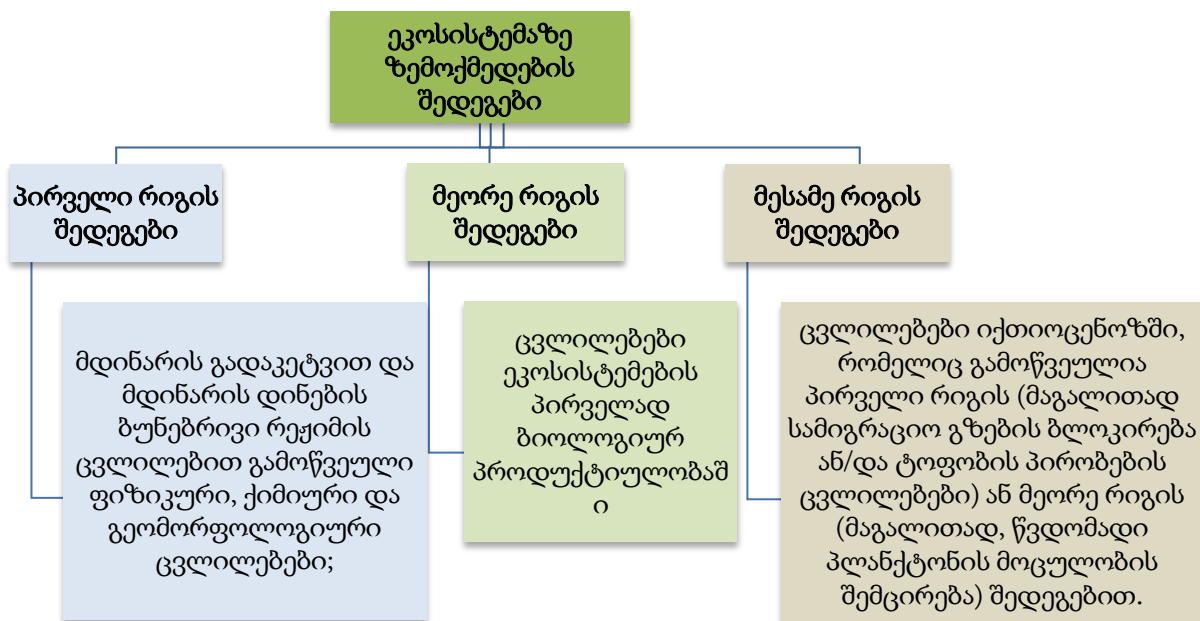 ეკოსისტემაზე
ზემოქმედების
შედეგები
პირველი რიგის
შედეგები
მეორე რიგის
შედეგები
მესამე რიგის
შედეგები
მდინარის გადაკეტვით და
მდინარის დინების
ბუნებრივი რეჟიმის
ცვლილებით გამოწვეული
ფიზიკური, ქიმიური და
გეომორფოლოგიური
ცვლილებები;
ცვლილებები
ეკოსისტემების
პირველად
ბიოლოგიურ
პროდუქტიულობაშ
ი
ცვლილებები იქთიოცენოზში,
რომელიც გამოწვეულია
პირველი რიგის (მაგალითად
სამიგრაციო გზების ბლოკირება
ან/და ტოფობის პირობების
ცვლილებები) ან მეორე რიგის
(მაგალითად, წვდომადი
პლანქტონის მოცულობის
შემცირება) შედეგებით.